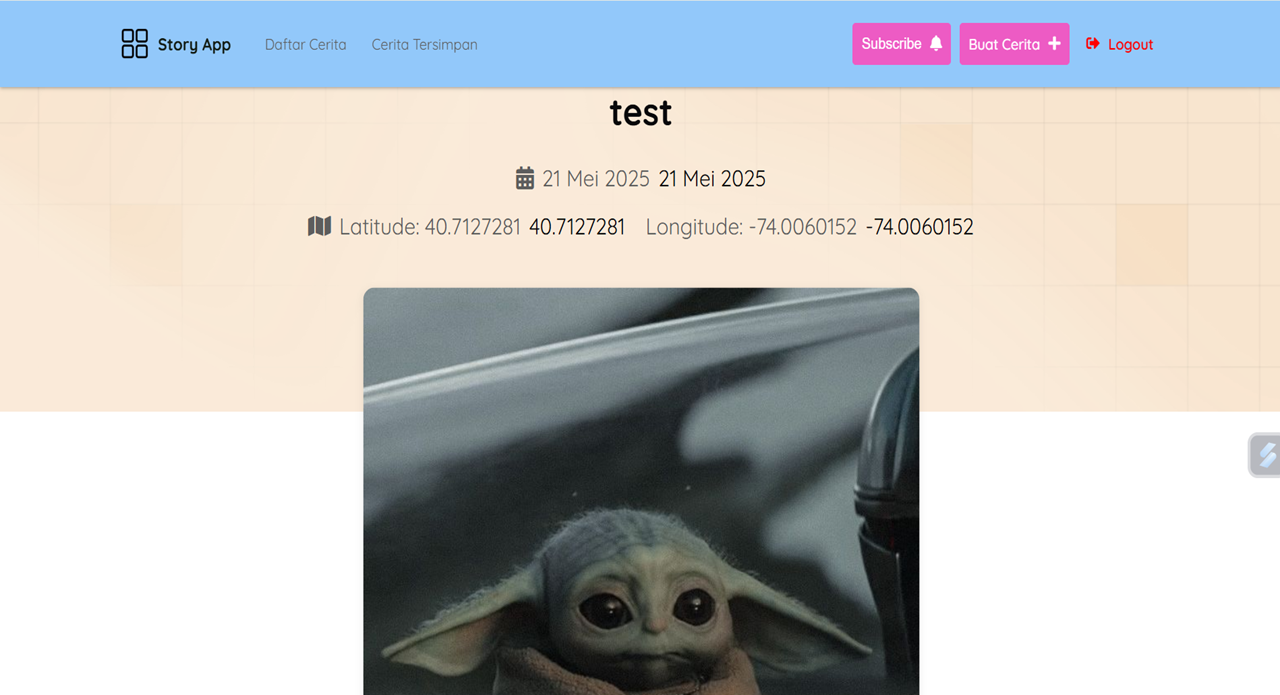 Story App Daftar Cerita Cerita Tersimpan Subscribe Buat Cerita Logout
test
21 Mei 2025 21 Mei 2025
Latitude: 40.7127281 40.7127281 Longitude: -74.0060152 -74.0060152